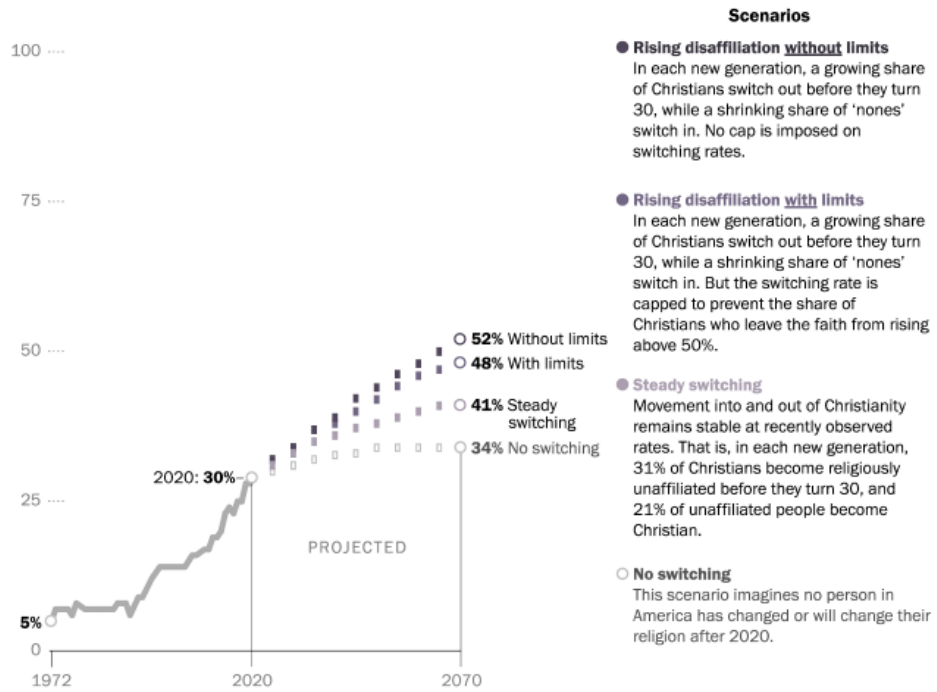 Scenarios
Rising disaffiliation without limits
In each new generation, a growing share
of Christians switch out before they turn
30, while a shrinking share of ‘nones’
switch in. No cap is imposed on
switching rates.
Rising disaffiliation with limits
In each new generation, a growing share
of Christians switch out before they turn
30, while a shrinking share of ‘nones’
switch in. But the switching rate is
capped to prevent the share of
Christians who leave the faith from rising
above 50%.
Steady switching
Movement into and out of Christianity
remains stable at recently observed
rates. That is, in each new generation,
31% of Christians become religiously
unaffiliated before they turn 30, and
21% of unaffiliated people become
Christian.
No switching
This scenario imagines no person in
America has changed or will change their
religion after 2020.
100
75
50
25
0
52% Without limits
48% With limits
41% Steady
switching
34% No switching
2020: 30%
PROJECTED
5%
1972
2020
2070